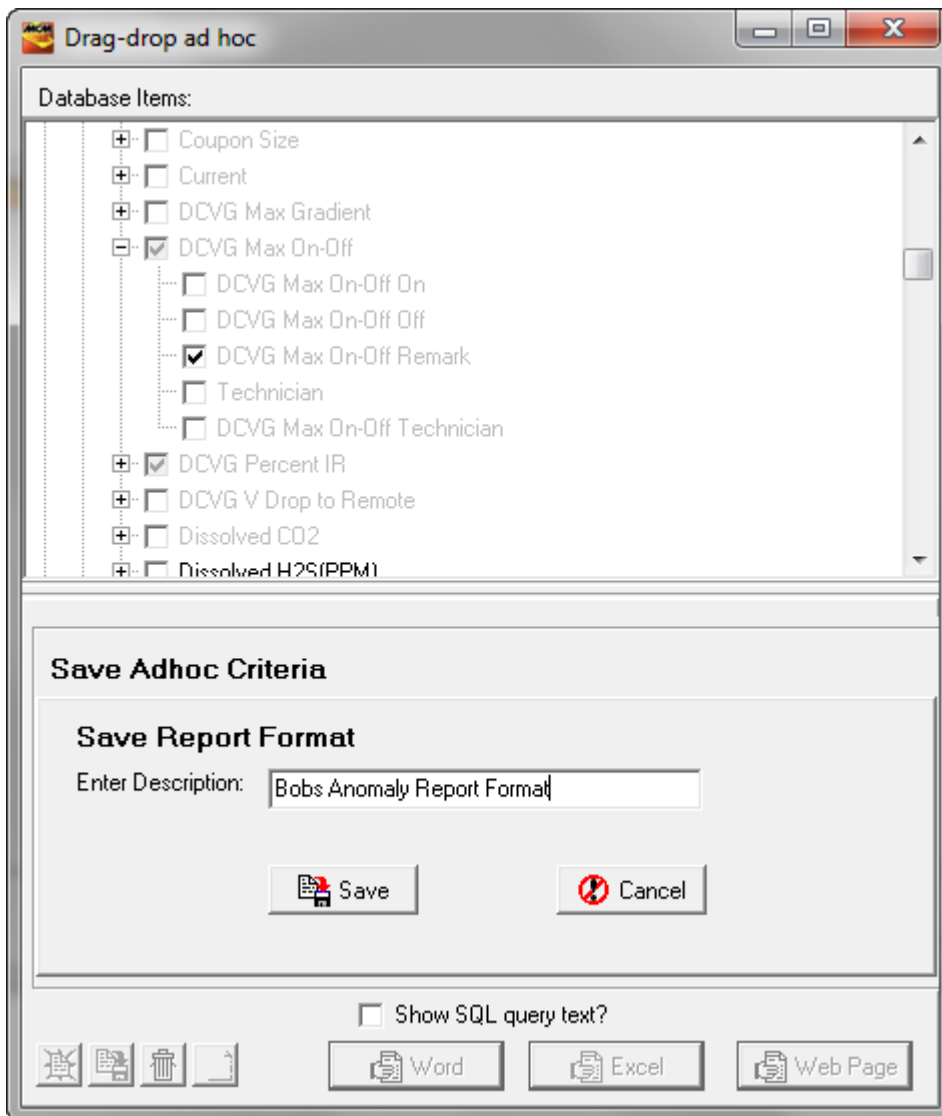 MCM
Drag-drop ad hoc
Database Items:
Coupon Size
Current
DCVG Max Gradient
DCVG Max On-Off
DCVG Max On-Off On
DCVG Max On-Off Off
DCVG Max On-Off Remark
Technician
DCVG Max On-Off Technician
DCVG Percent IR
DCVG V Drop to Remote
Dissolved CO2
Dissolved H2S(PPM)
Save Adhoc Criteria
Save Report Format
Enter Description: Bobs Anomaly Report Format
Save Cancel
Show SQL query text?
Word Excel Web Page